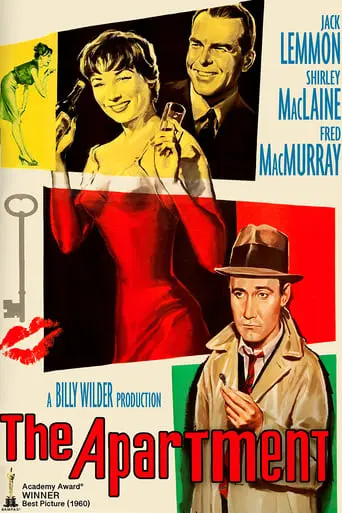 JACK
LEMMON
SHIRLEY
MACLAINE
FRED
MACMURRAY
A BILLY WILDER PRODUCTION
The Apartment
Academy Award®
WINNER
Best Picture (1960)